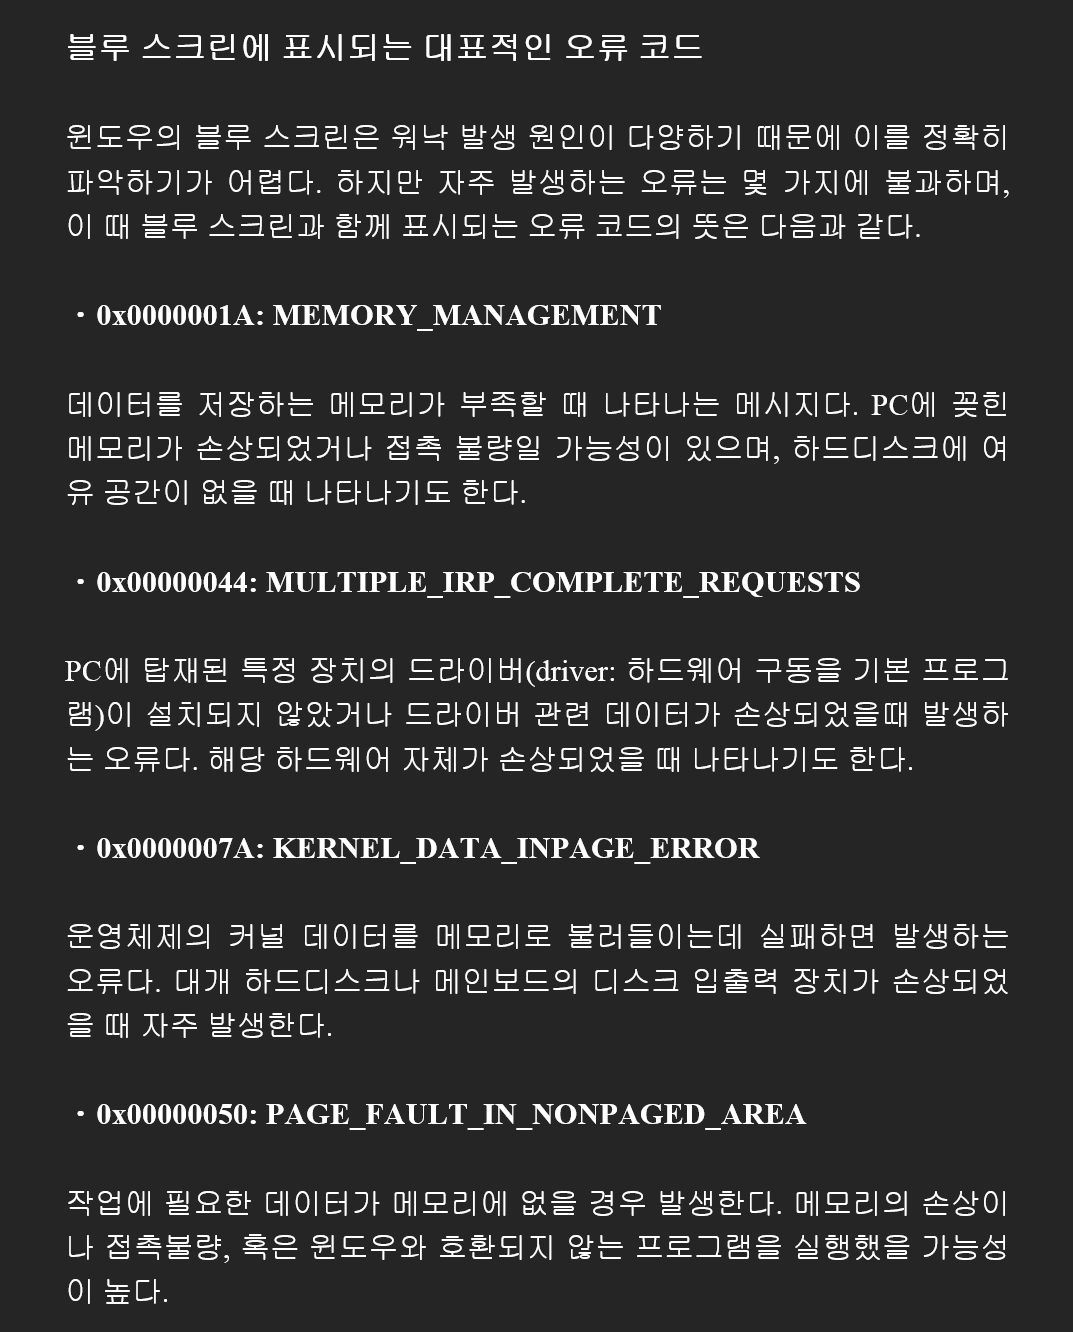 블루 스크린에 표시되는 대표적인 오류 코드
윈도우의 블루 스크린은 워낙 발생 원인이 다양하기 때문에 이를 정확히
파악하기가 어렵다. 하지만 자주 발생하는 오류는 몇 가지에 불과하며,
이 때 블루 스크린과 함께 표시되는 오류 코드의 뜻은 다음과 같다.
· 0x0000001A: MEMORY_MANAGEMENT
데이터를 저장하는 메모리가 부족할 때 나타나는 메시지다. PC에 꽂힌
메모리가 손상되었거나 접촉 불량일 가능성이 있으며, 하드디스크에 여
유 공간이 없을 때 나타나기도 한다.
· 0x00000044: MULTIPLE_IRP_COMPLETE_REQUESTS
PC에 탑재된 특정 장치의 드라이버(driver: 하드웨어 구동을 기본 프로그
램)이 설치되지 않았거나 드라이버 관련 데이터가 손상되었을때 발생하
는 오류다. 해당 하드웨어 자체가 손상되었을 때 나타나기도 한다.
· 0x0000007A: KERNEL_DATA_INPAGE_ERROR
운영체제의 커널 데이터를 메모리로 불러들이는데 실패하면 발생하는
오류다. 대개 하드디스크나 메인보드의 디스크 입출력 장치가 손상되었
을 때 자주 발생한다.
· 0x00000050: PAGE_FAULT_IN_NONPAGED_AREA
작업에 필요한 데이터가 메모리에 없을 경우 발생한다. 메모리의 손상이
나 접촉불량, 혹은 윈도우와 호환되지 않는 프로그램을 실행했을 가능성
이 높다.